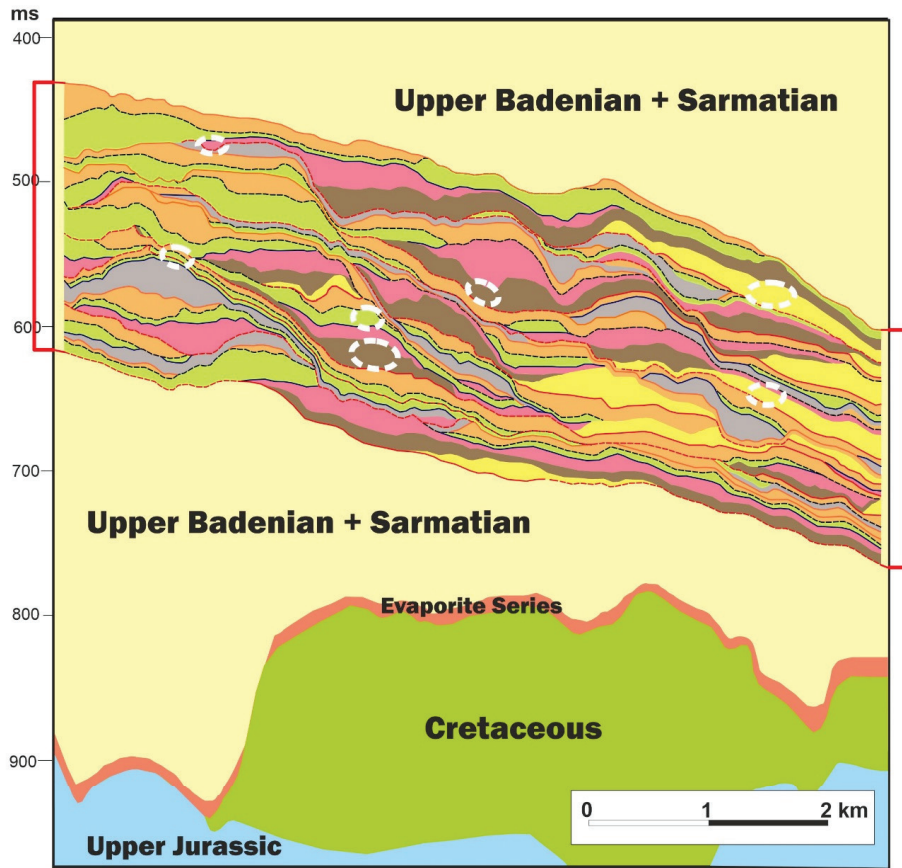 ms
400
Upper Badenian + Sarmatian
500
600
700
Upper Badenian + Sarmatian
800
Evaporite Series
Cretaceous
900
0 1 2 km
Upper Jurassic